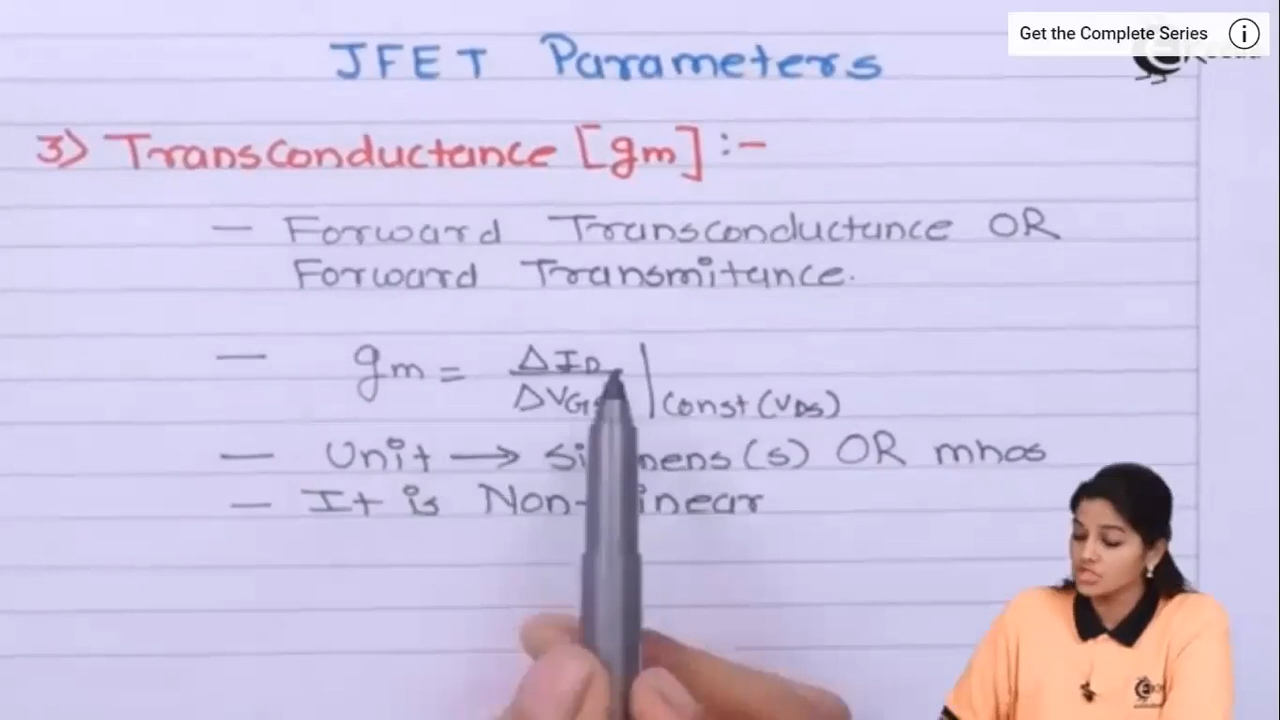 Get the Complete Series
JFET Parameters
3) Transconductance [gm] :-
— Forward Transconductance OR
Forward Transmitance.
— gm = ΔID / ΔVG | Const (VDS)
— Unit → Siemens (s) OR mhos
— It is Non-linear